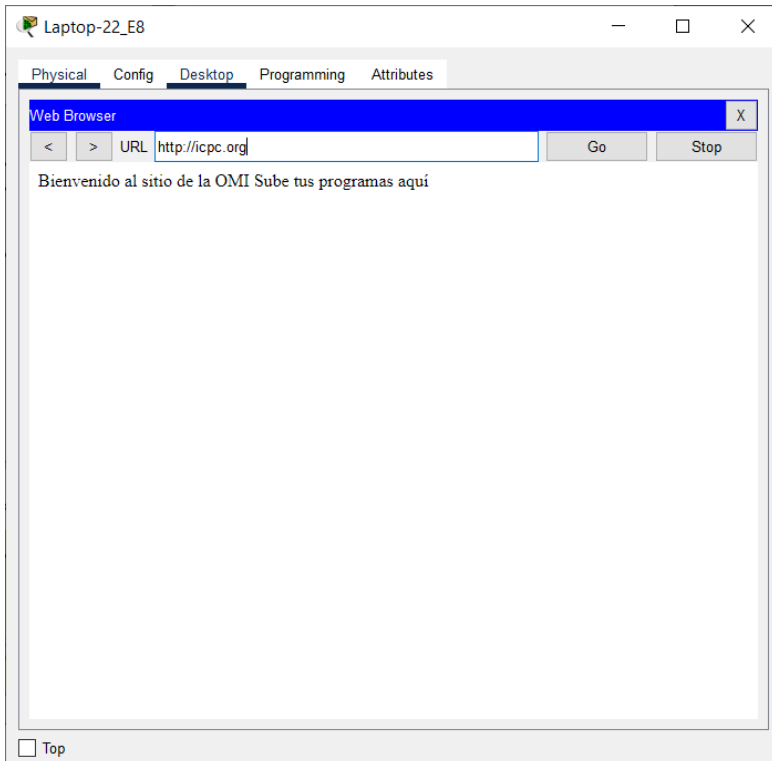 Laptop-22_E8
Physical Config Desktop Programming Attributes
Web Browser X
< > URL http://icpc.org Go Stop
Bienvenido al sitio de la OMI Sube tus programas aquí
Top